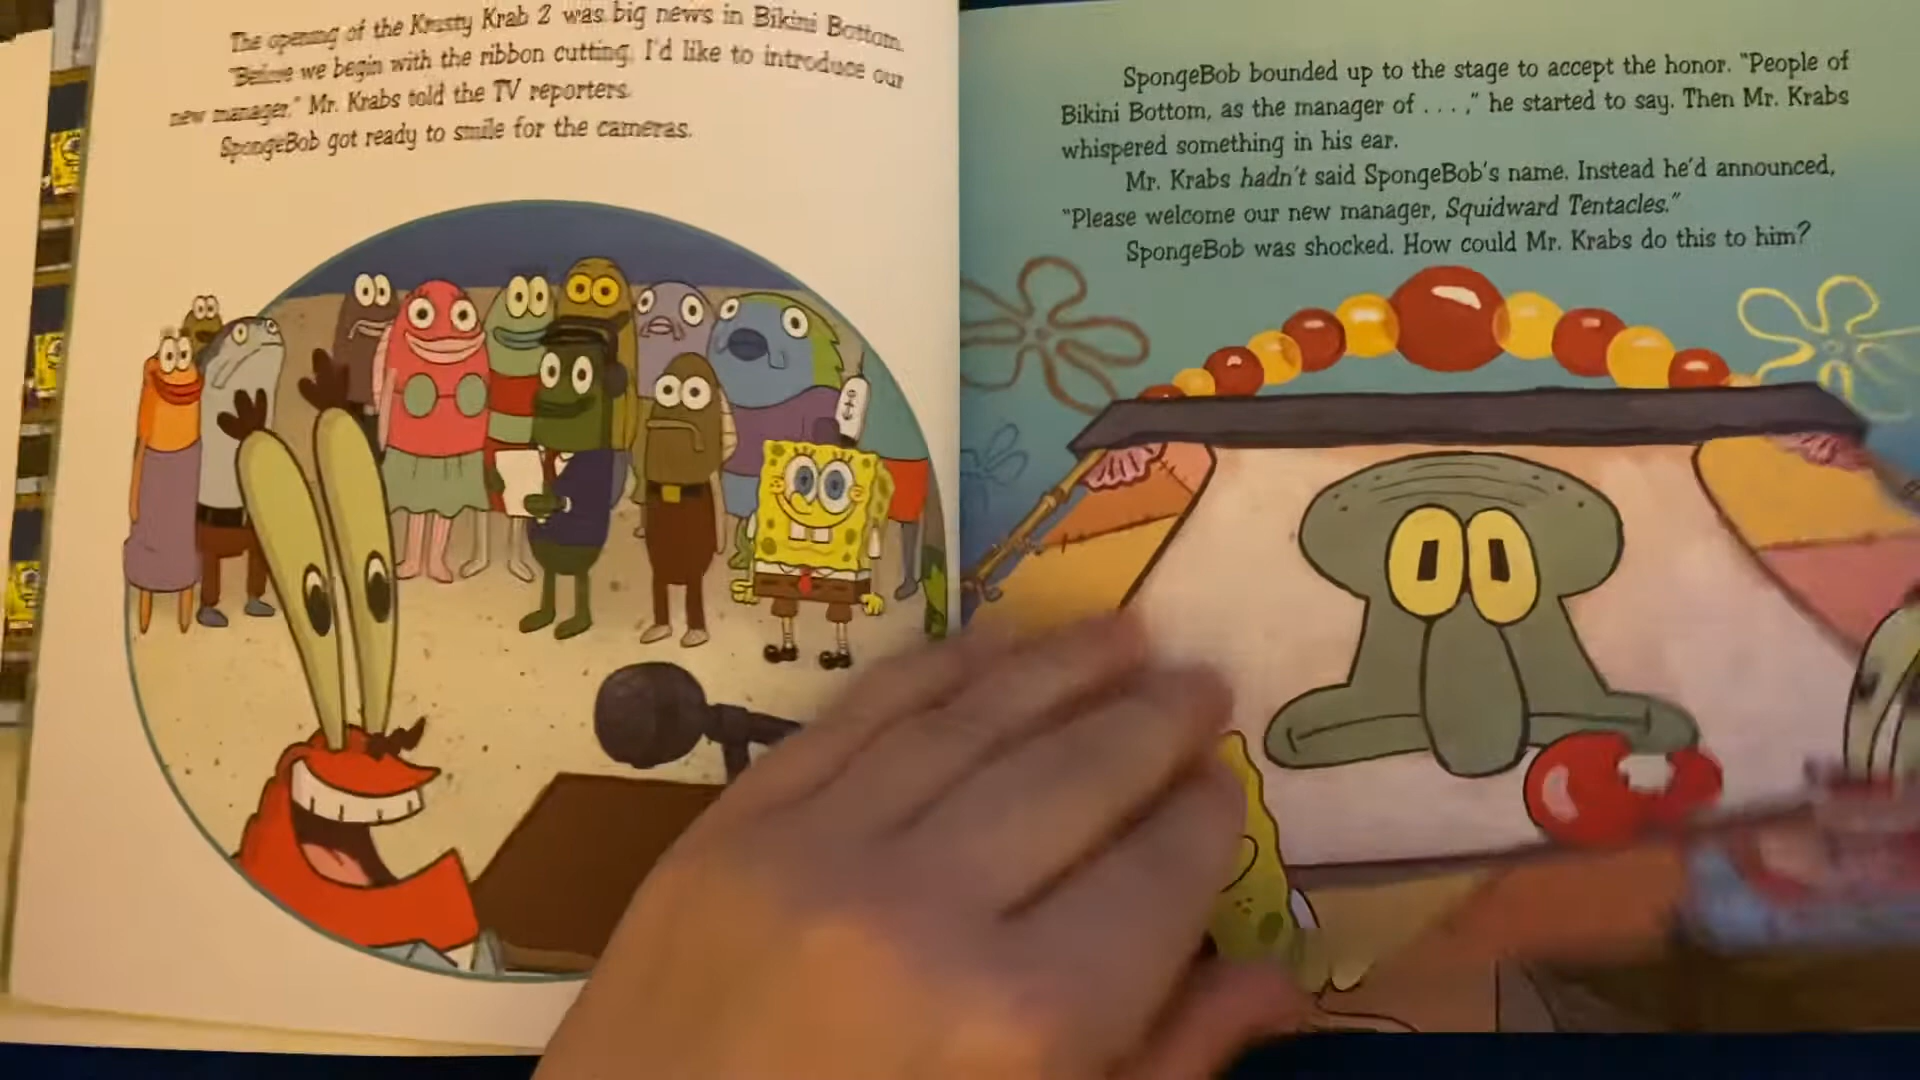 The opening of the Krusty Krab 2 was big news in Bikini Bottom.
"Before we begin with the ribbon cutting, I'd like to introduce our
new manager," Mr. Krabs told the TV reporters.
SpongeBob got ready to smile for the cameras.
SpongeBob bounded up to the stage to accept the honor. "People of
Bikini Bottom, as the manager of . . . ," he started to say. Then Mr. Krabs
whispered something in his ear.
Mr. Krabs hadn't said SpongeBob's name. Instead he'd announced,
"Please welcome our new manager, Squidward Tentacles."
SpongeBob was shocked. How could Mr. Krabs do this to him?